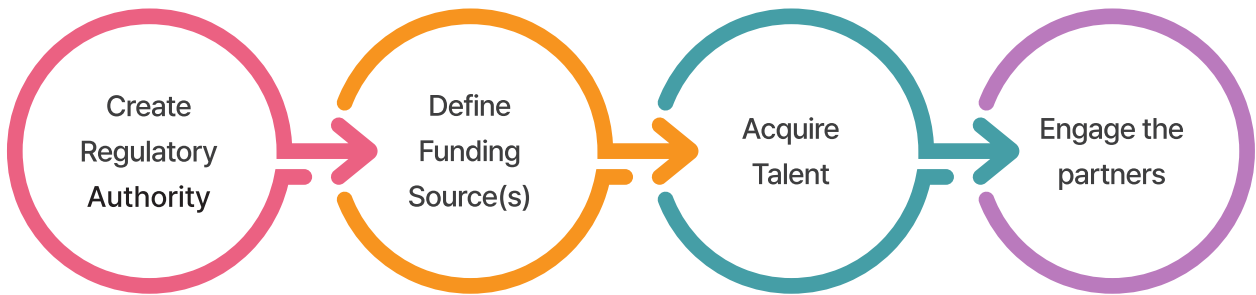 Create
Regulatory
Authority
Define
Funding
Source(s)
Acquire
Talent
Engage the
partners